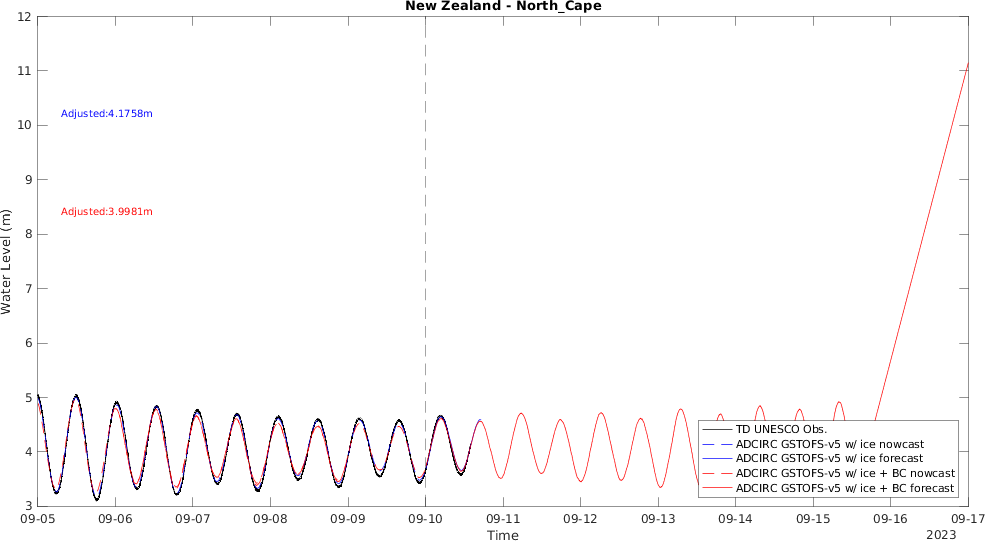 New Zealand - North_Cape
12
11
10
9
8
7
6
5
4
3
Water Level (m)
Adjusted:4.1758m
Adjusted:3.9981m
TD UNESCO Obs.
ADCIRC GSTOFS-v5 w/ ice nowcast
ADCIRC GSTOFS-v5 w/ ice forecast
ADCIRC GSTOFS-v5 w/ ice + BC nowcast
ADCIRC GSTOFS-v5 w/ ice + BC forecast
09-05 09-06 09-07 09-08 09-09 09-10 09-11 09-12 09-13 09-14 09-15 09-16 09-17
Time
2023